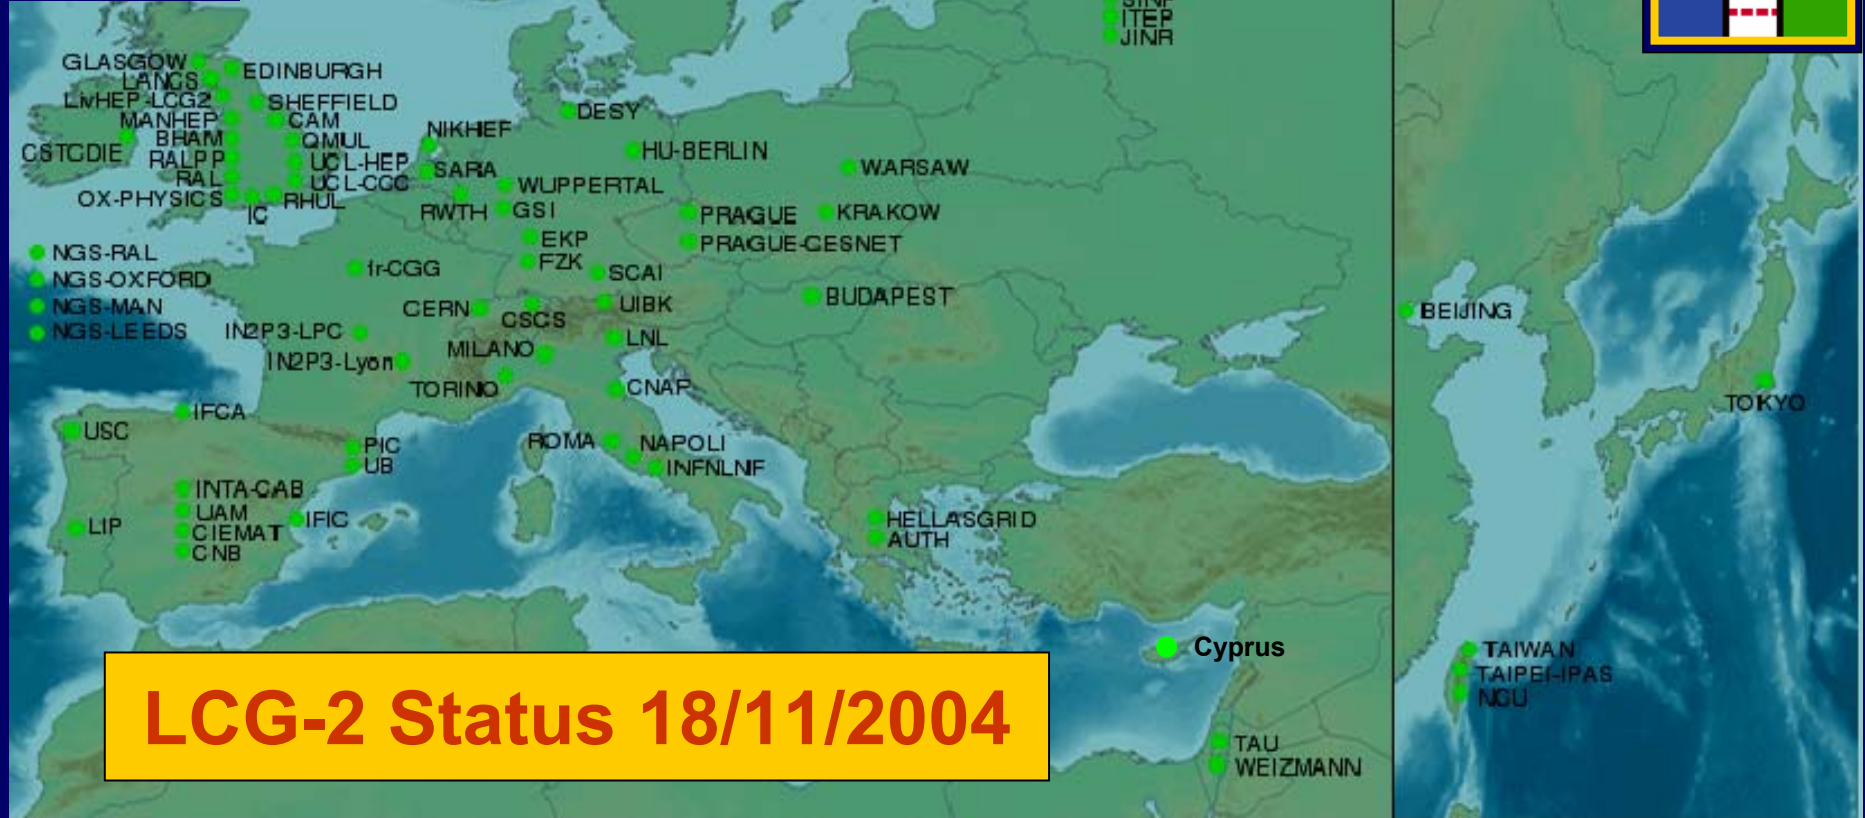 ITEP
JINR
GLASGOW
EDINBURGH
LANCS
LivHEP-LCG2
SHEFFIELD
MANHEP
CAM
BHAM
QMUL
CSTCDIE
RALPP
UCL-HEP
RAL
UCL-CCC
OX-PHYSICS
IC
RHUL
NIKHEF
SARA
RWTH
WUPPERTAL
GSI
DESY
HU-BERLIN
WARSAW
PRAGUE
KRAKOW
PRAGUE-CESNET
EKP
FZK
SCAI
NGS-RAL
NGS-OXFORD
NGS-MAN
NGS-LEEDS
fr-CGG
CERN
CSCS
UIBK
BUDAPEST
IN2P3-LPC
IN2P3-Lyon
MILANO
LNL
TORINO
CNAF
BEIJING
TOKYO
IFCA
USC
PIC
UB
ROMA
NAPOLI
INFNLNF
INTA-CAB
UAM
CIEMAT
CNB
IFIC
LIP
HELLASGRID
AUTH
Cyprus
TAIWAN
TAIPEI-IPAS
NCU
TAU
WEIZMANN
LCG-2 Status 18/11/2004